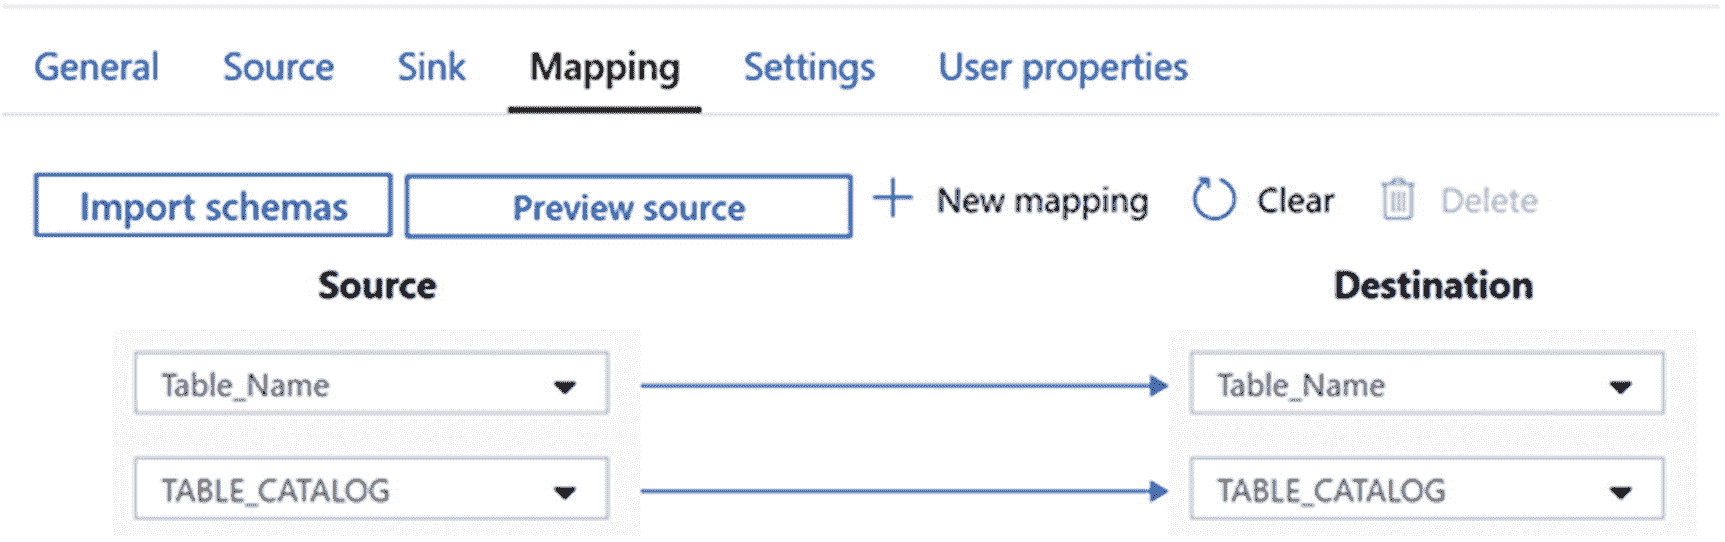 General Source Sink Mapping Settings User properties
Import schemas Preview source New mapping Clear Delete
Source Destination
Table_Name Table_Name
TABLE_CATALOG TABLE_CATALOG